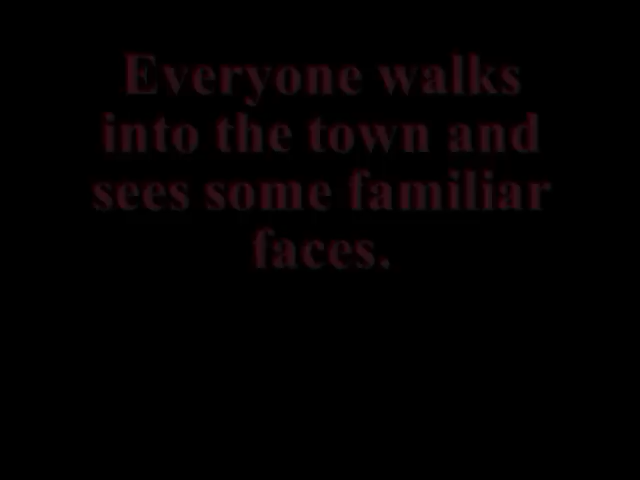 Everyone walks
into the town and
sees some familiar
faces.